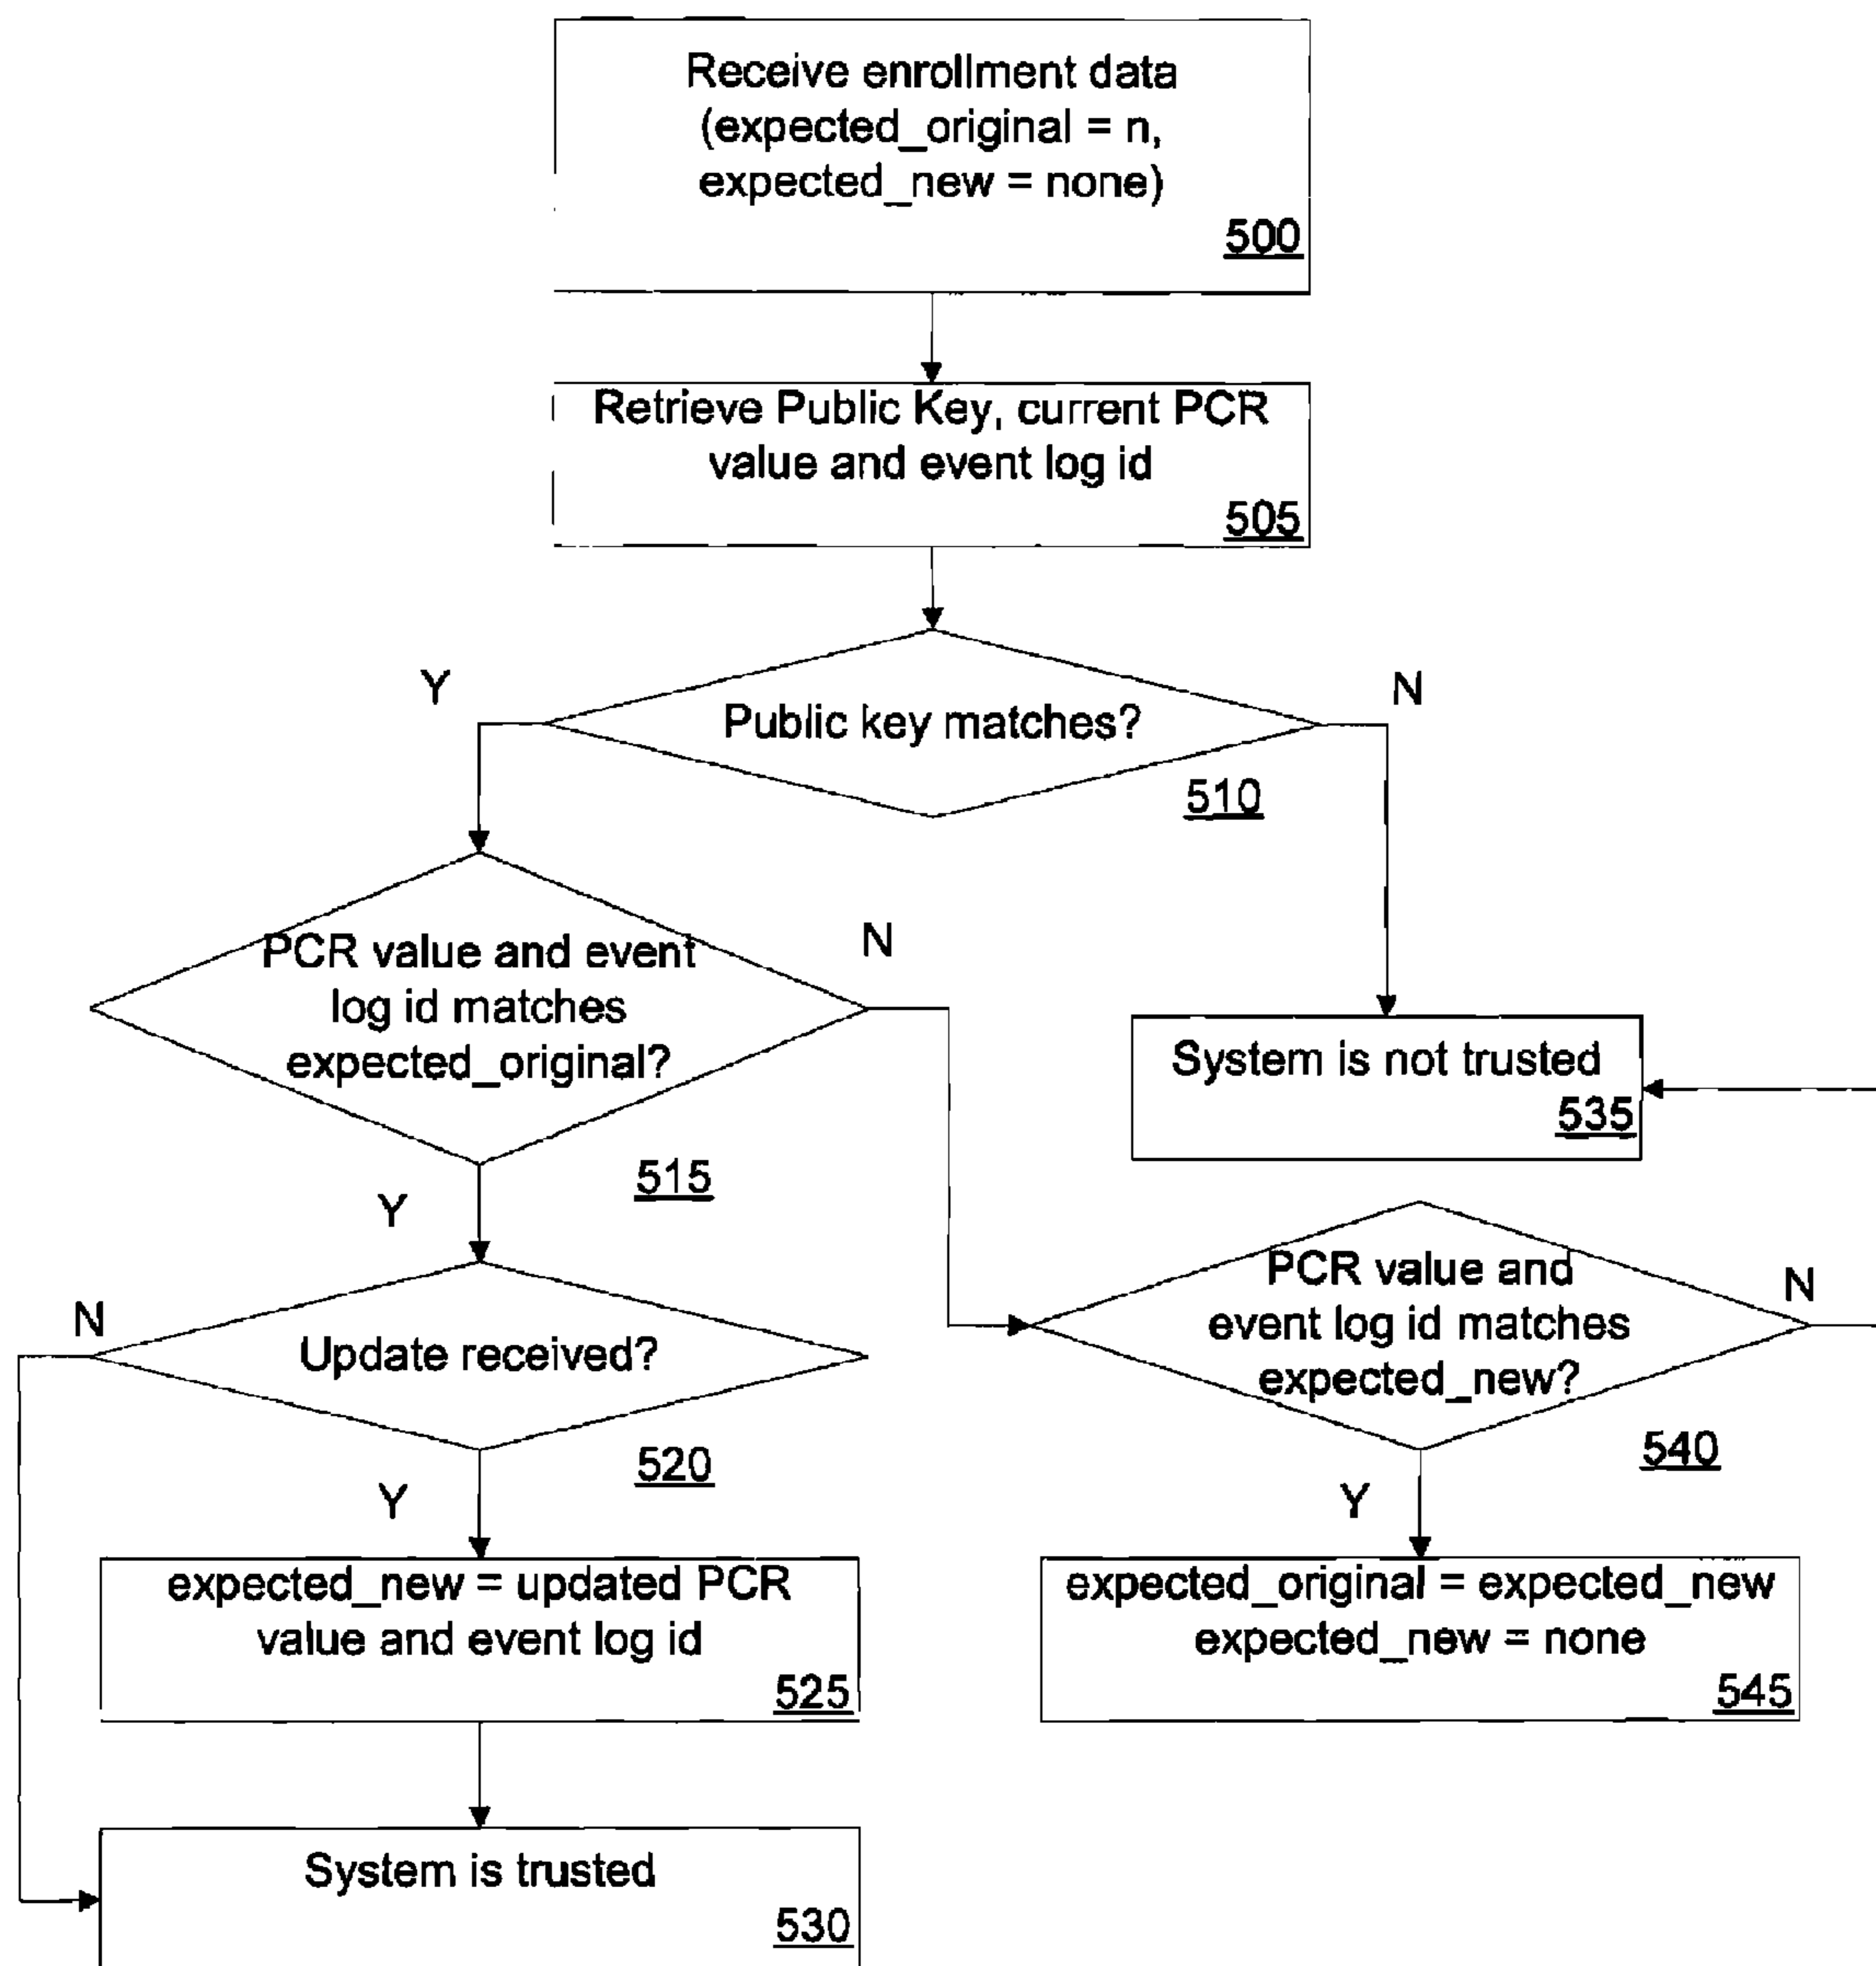 Receive enrollment data
(expected_original = n,
expected_new = none)
500
Retrieve Public Key, current PCR
value and event log id
505
Y
N
Public key matches?
510
PCR value and event
log id matches
expected_original?
N
515
Y
System is not trusted
535
N
Update received?
520
Y
PCR value and
event log id matches
expected_new?
N
540
Y
expected_new = updated PCR
value and event log id
525
expected_original = expected_new
expected_new = none
545
System is trusted
530